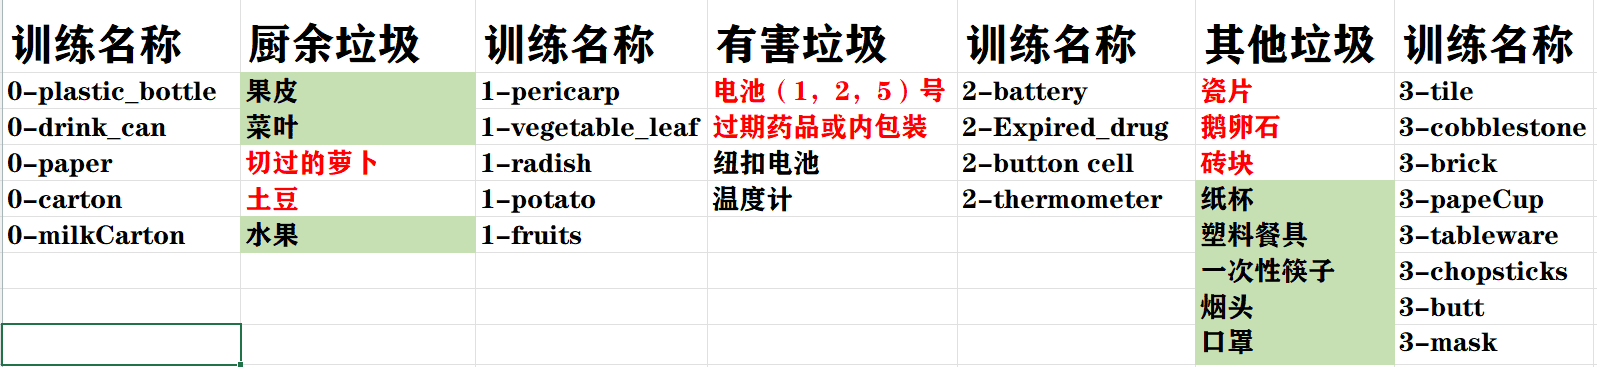 训练名称 厨余垃圾 训练名称 有害垃圾 训练名称 其他垃圾 训练名称
0-plastic_bottle 果皮 1-pericarp 电池（1，2，5）号 2-battery 瓷片 3-tile
0-drink_can 菜叶 1-vegetable_leaf 过期药品或内包装 2-Expired_drug 鹅卵石 3-cobblestone
0-paper 切过的萝卜 1-radish 纽扣电池 2-button cell 砖块 3-brick
0-carton 土豆 1-potato 温度计 2-thermometer 纸杯 3-papeCup
0-milkCarton 水果 1-fruits 塑料餐具 3-tableware
一次性筷子 3-chopsticks
烟头 3-butt
口罩 3-mask